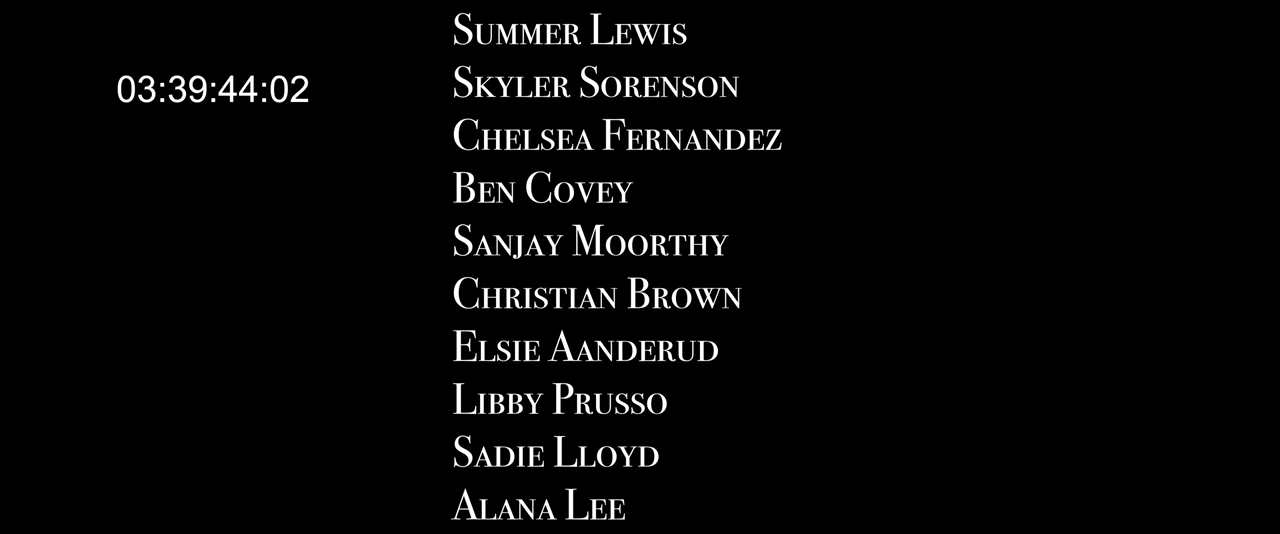 Summer Lewis
03:39:44:02
Skyler Sorenson
Chelsea Fernandez
Ben Covey
Sanjay Moorthy
Christian Brown
Elsie Aanderud
Libby Prusso
Sadie Lloyd
Alana Lee